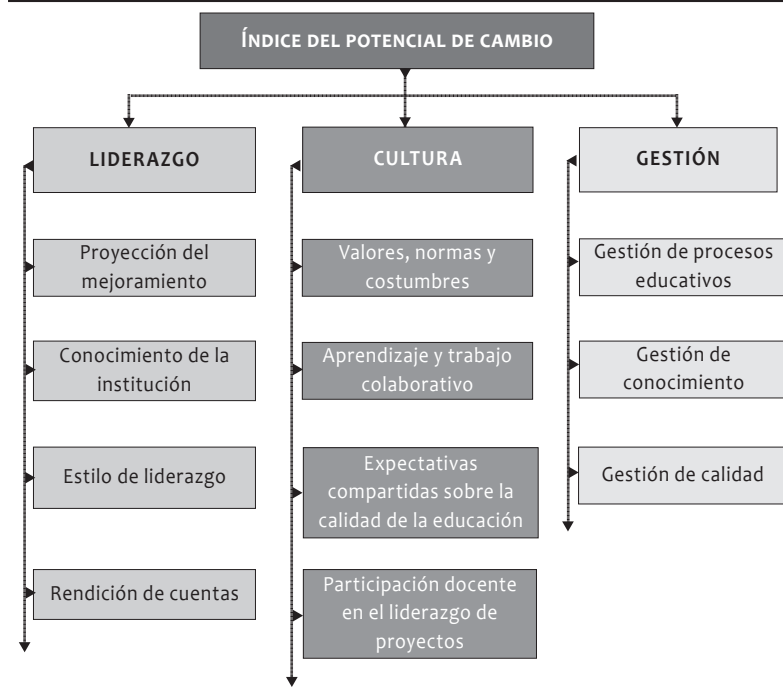 ÍNDICE DEL POTENCIAL DE CAMBIO
LIDERAZGO
Proyección del
mejoramiento
Conocimiento de la
institución
Estilo de liderazgo
Rendición de cuentas
CULTURA
Valores, normas y
costumbres
Aprendizaje y trabajo
colaborativo
Expectativas
compartidas sobre la
calidad de la educación
Participación docente
en el liderazgo de
proyectos
GESTIÓN
Gestión de procesos
educativos
Gestión de
conocimiento
Gestión de calidad